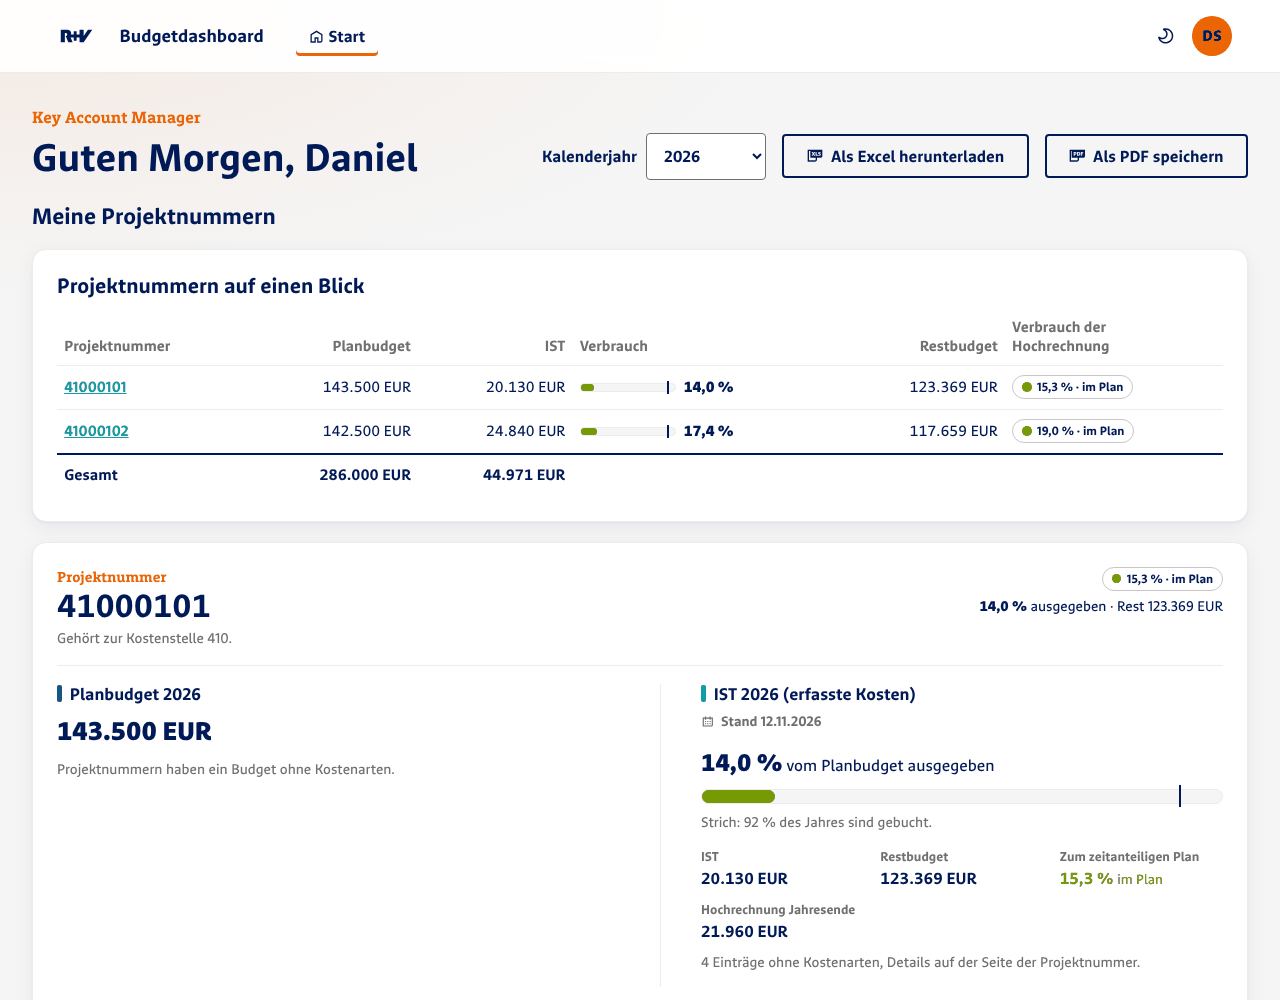 R+V Budgetdashboard Start DS
Key Account Manager
Guten Morgen, Daniel
Kalenderjahr 2026 Als Excel herunterladen Als PDF speichern
Meine Projektnummern
Projektnummern auf einen Blick
Projektnummer Planbudget IST Verbrauch Restbudget Verbrauch der Hochrechnung
41000101 143.500 EUR 20.130 EUR 14,0 % 123.369 EUR 15,3 % · im Plan
41000102 142.500 EUR 24.840 EUR 17,4 % 117.659 EUR 19,0 % · im Plan
Gesamt 286.000 EUR 44.971 EUR
Projektnummer
41000101
Gehört zur Kostenstelle 410.
15,3 % · im Plan
14,0 % ausgegeben · Rest 123.369 EUR
Planbudget 2026
143.500 EUR
Projektnummern haben ein Budget ohne Kostenarten.
IST 2026 (erfasste Kosten)
Stand 12.11.2026
14,0 % vom Planbudget ausgegeben
Strich: 92 % des Jahres sind gebucht.
IST Restbudget Zum zeitanteiligen Plan
20.130 EUR 123.369 EUR 15,3 % im Plan
Hochrechnung Jahresende
21.960 EUR
4 Einträge ohne Kostenarten, Details auf der Seite der Projektnummer.